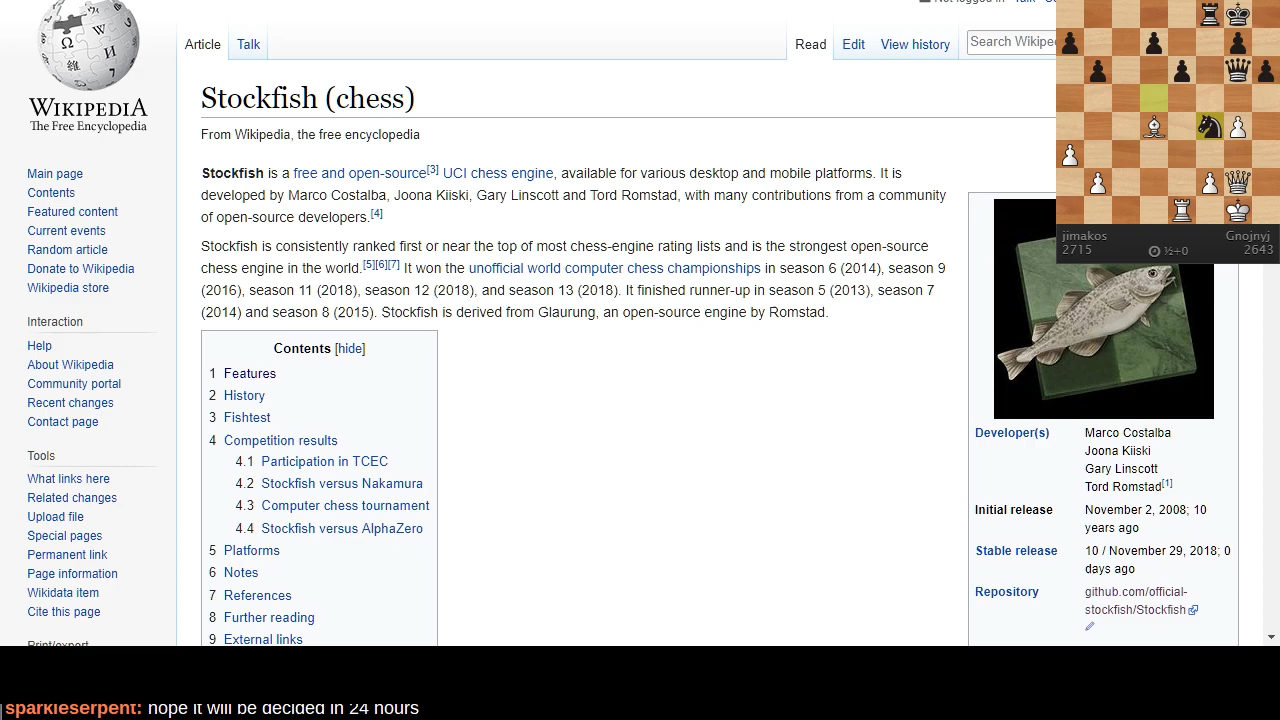 Not logged in
Talk
Article
Talk
Read
Edit
View history
Search Wikipe
WIKIPEDIA
The Free Encyclopedia
Main page
Contents
Featured content
Current events
Random article
Donate to Wikipedia
Wikipedia store
Interaction
Help
About Wikipedia
Community portal
Recent changes
Contact page
Tools
What links here
Related changes
Upload file
Special pages
Permanent link
Page information
Wikidata item
Cite this page
Print/export
Stockfish (chess)
From Wikipedia, the free encyclopedia
Stockfish is a free and open-source[3] UCI chess engine, available for various desktop and mobile platforms. It is
developed by Marco Costalba, Joona Kiiski, Gary Linscott and Tord Romstad, with many contributions from a community
of open-source developers.[4]
Stockfish is consistently ranked first or near the top of most chess-engine rating lists and is the strongest open-source
chess engine in the world.[5][6][7] It won the unofficial world computer chess championships in season 6 (2014), season 9
(2016), season 11 (2018), season 12 (2018), and season 13 (2018). It finished runner-up in season 5 (2013), season 7
(2014) and season 8 (2015). Stockfish is derived from Glaurung, an open-source engine by Romstad.
Contents [hide]
1 Features
2 History
3 Fishtest
4 Competition results
4.1 Participation in TCEC
4.2 Stockfish versus Nakamura
4.3 Computer chess tournament
4.4 Stockfish versus AlphaZero
5 Platforms
6 Notes
7 References
8 Further reading
9 External links
jimakos Gnojnyj
2715 ½+0 2643
Developer(s) Marco Costalba
Joona Kiiski
Gary Linscott
Tord Romstad[1]
Initial release November 2, 2008; 10
years ago
Stable release 10 / November 29, 2018; 0
days ago
Repository github.com/official-
stockfish/Stockfish
sparkleserpent: nope it will be decided in 24 hours